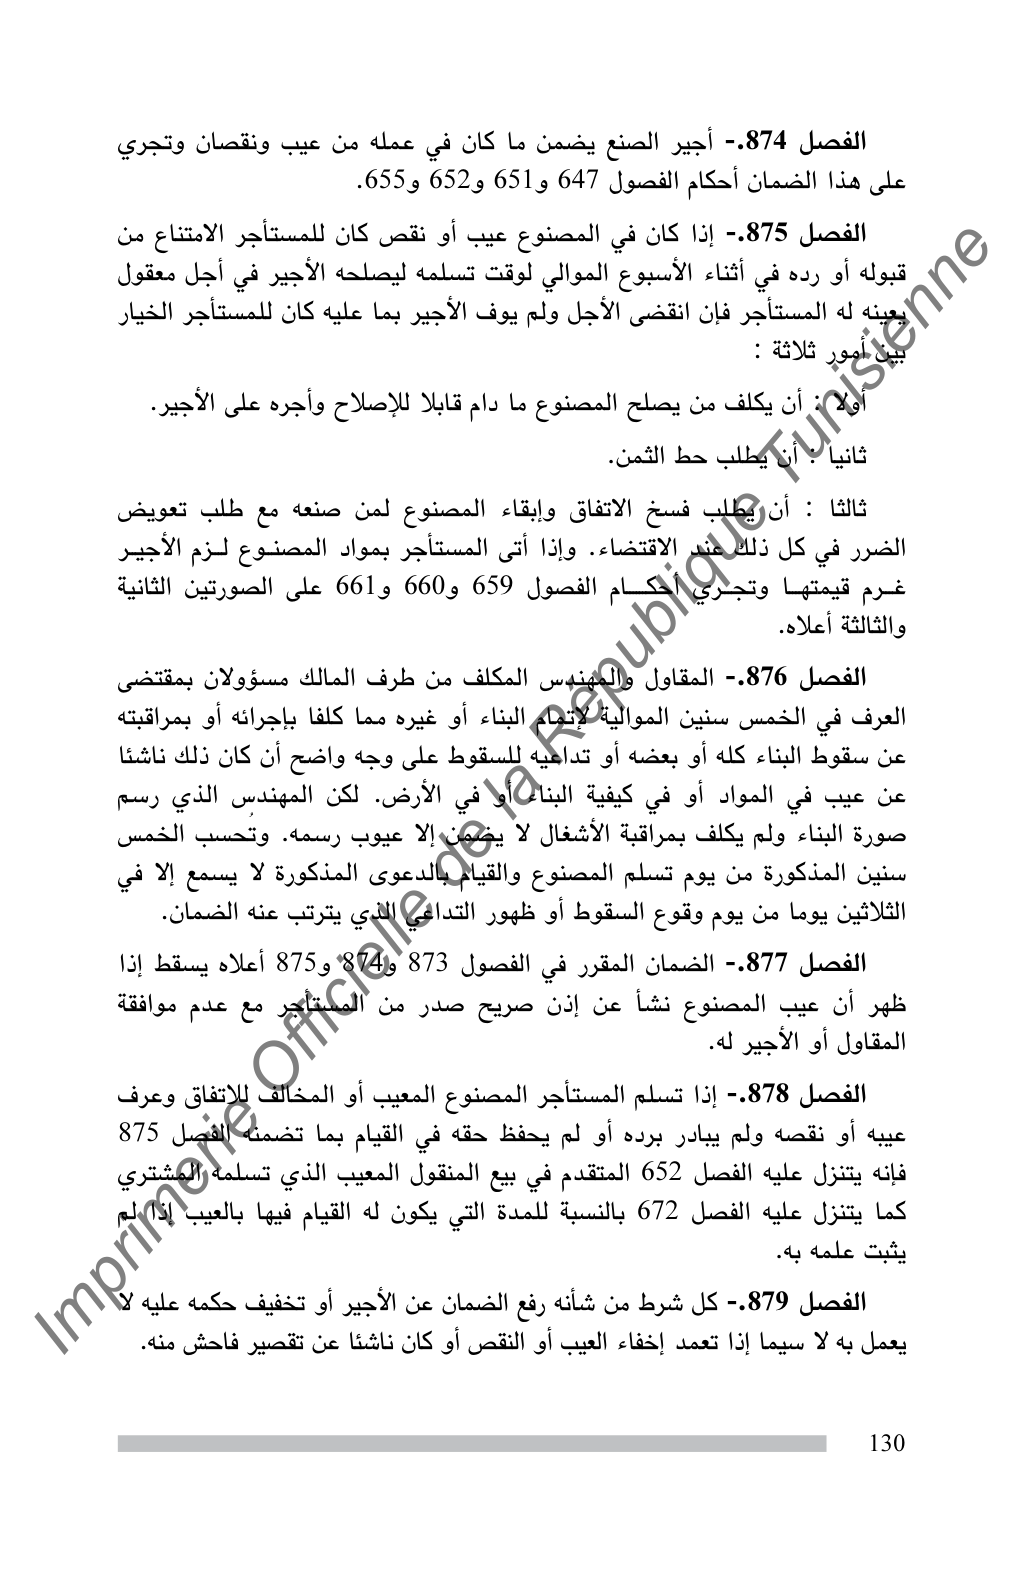 الفصل 874.- أجير الصنع يضمن ما كان في عمله من عيب ونقصان وتجري
على هذا الضمان أحكام الفصول 647 و651 و652 و655.
الفصل 875.- إذا كان في المصنوع عيب أو نقص كان للمستأجر الامتناع من
قبوله أو رده في أثناء الأسبوع الموالي لوقت تسلمه ليصلحه الأجير في أجل معقول
يعينه له المستأجر فإن انقضى الأجل ولم يوف الأجير بما عليه كان للمستأجر الخيار
بين أمور ثلاثة :
أولا : أن يكلف من يصلح المصنوع ما دام قابلا للإصلاح وأجره على الأجير.
ثانيا : أن يطلب حط الثمن.
ثالثا : أن يطلب فسخ الاتفاق وإبقاء المصنوع لمن صنعه مع طلب تعويض
الضرر في كل ذلك عند الاقتضاء. وإذا أتى المستأجر بمواد المصنـوع لـزم الأجيـر
غـرم قيمتهـا وتجـري أحكـــام الفصول 659 و660 و661 على الصورتين الثانية
والثالثة أعلاه.
الفصل 876.- المقاول والمهندس المكلف من طرف المالك مسؤولان بمقتضى
العرف في الخمس سنين الموالية لإتمام البناء أو غيره مما كلفا بإجرائه أو بمراقبته
عن سقوط البناء كله أو بعضه أو تداعيه للسقوط على وجه واضح أن كان ذلك ناشئا
عن عيب في المواد أو في كيفية البناء أو في الأرض. لكن المهندس الذي رسم
صورة البناء ولم يكلف بمراقبة الأشغال لا يضمن إلا عيوب رسمه. وتُحسب الخمس
سنين المذكورة من يوم تسلم المصنوع والقيام بالدعوى المذكورة لا يسمع إلا في
الثلاثين يوما من يوم وقوع السقوط أو ظهور التداعي الذي يترتب عنه الضمان.
الفصل 877.- الضمان المقرر في الفصول 873 و874 و875 أعلاه يسقط إذا
ظهر أن عيب المصنوع نشأ عن إذن صريح صدر من المستأجر مع عدم موافقة
المقاول أو الأجير له.
الفصل 878.- إذا تسلم المستأجر المصنوع المعيب أو المخالف للاتفاق وعرف
عيبه أو نقصه ولم يبادر برده أو لم يحفظ حقه في القيام بما تضمنه الفصل 875
فإنه يتنزل عليه الفصل 652 المتقدم في بيع المنقول المعيب الذي تسلمه المشتري
كما يتنزل عليه الفصل 672 بالنسبة للمدة التي يكون له القيام فيها بالعيب إذا لم
يثبت علمه به.
الفصل 879.- كل شرط من شأنه رفع الضمان عن الأجير أو تخفيف حكمه عليه لا
يعمل به لا سيما إذا تعمد إخفاء العيب أو النقص أو كان ناشئا عن تقصير فاحش منه.
130
Imprimerie Officielle de la République Tunisienne